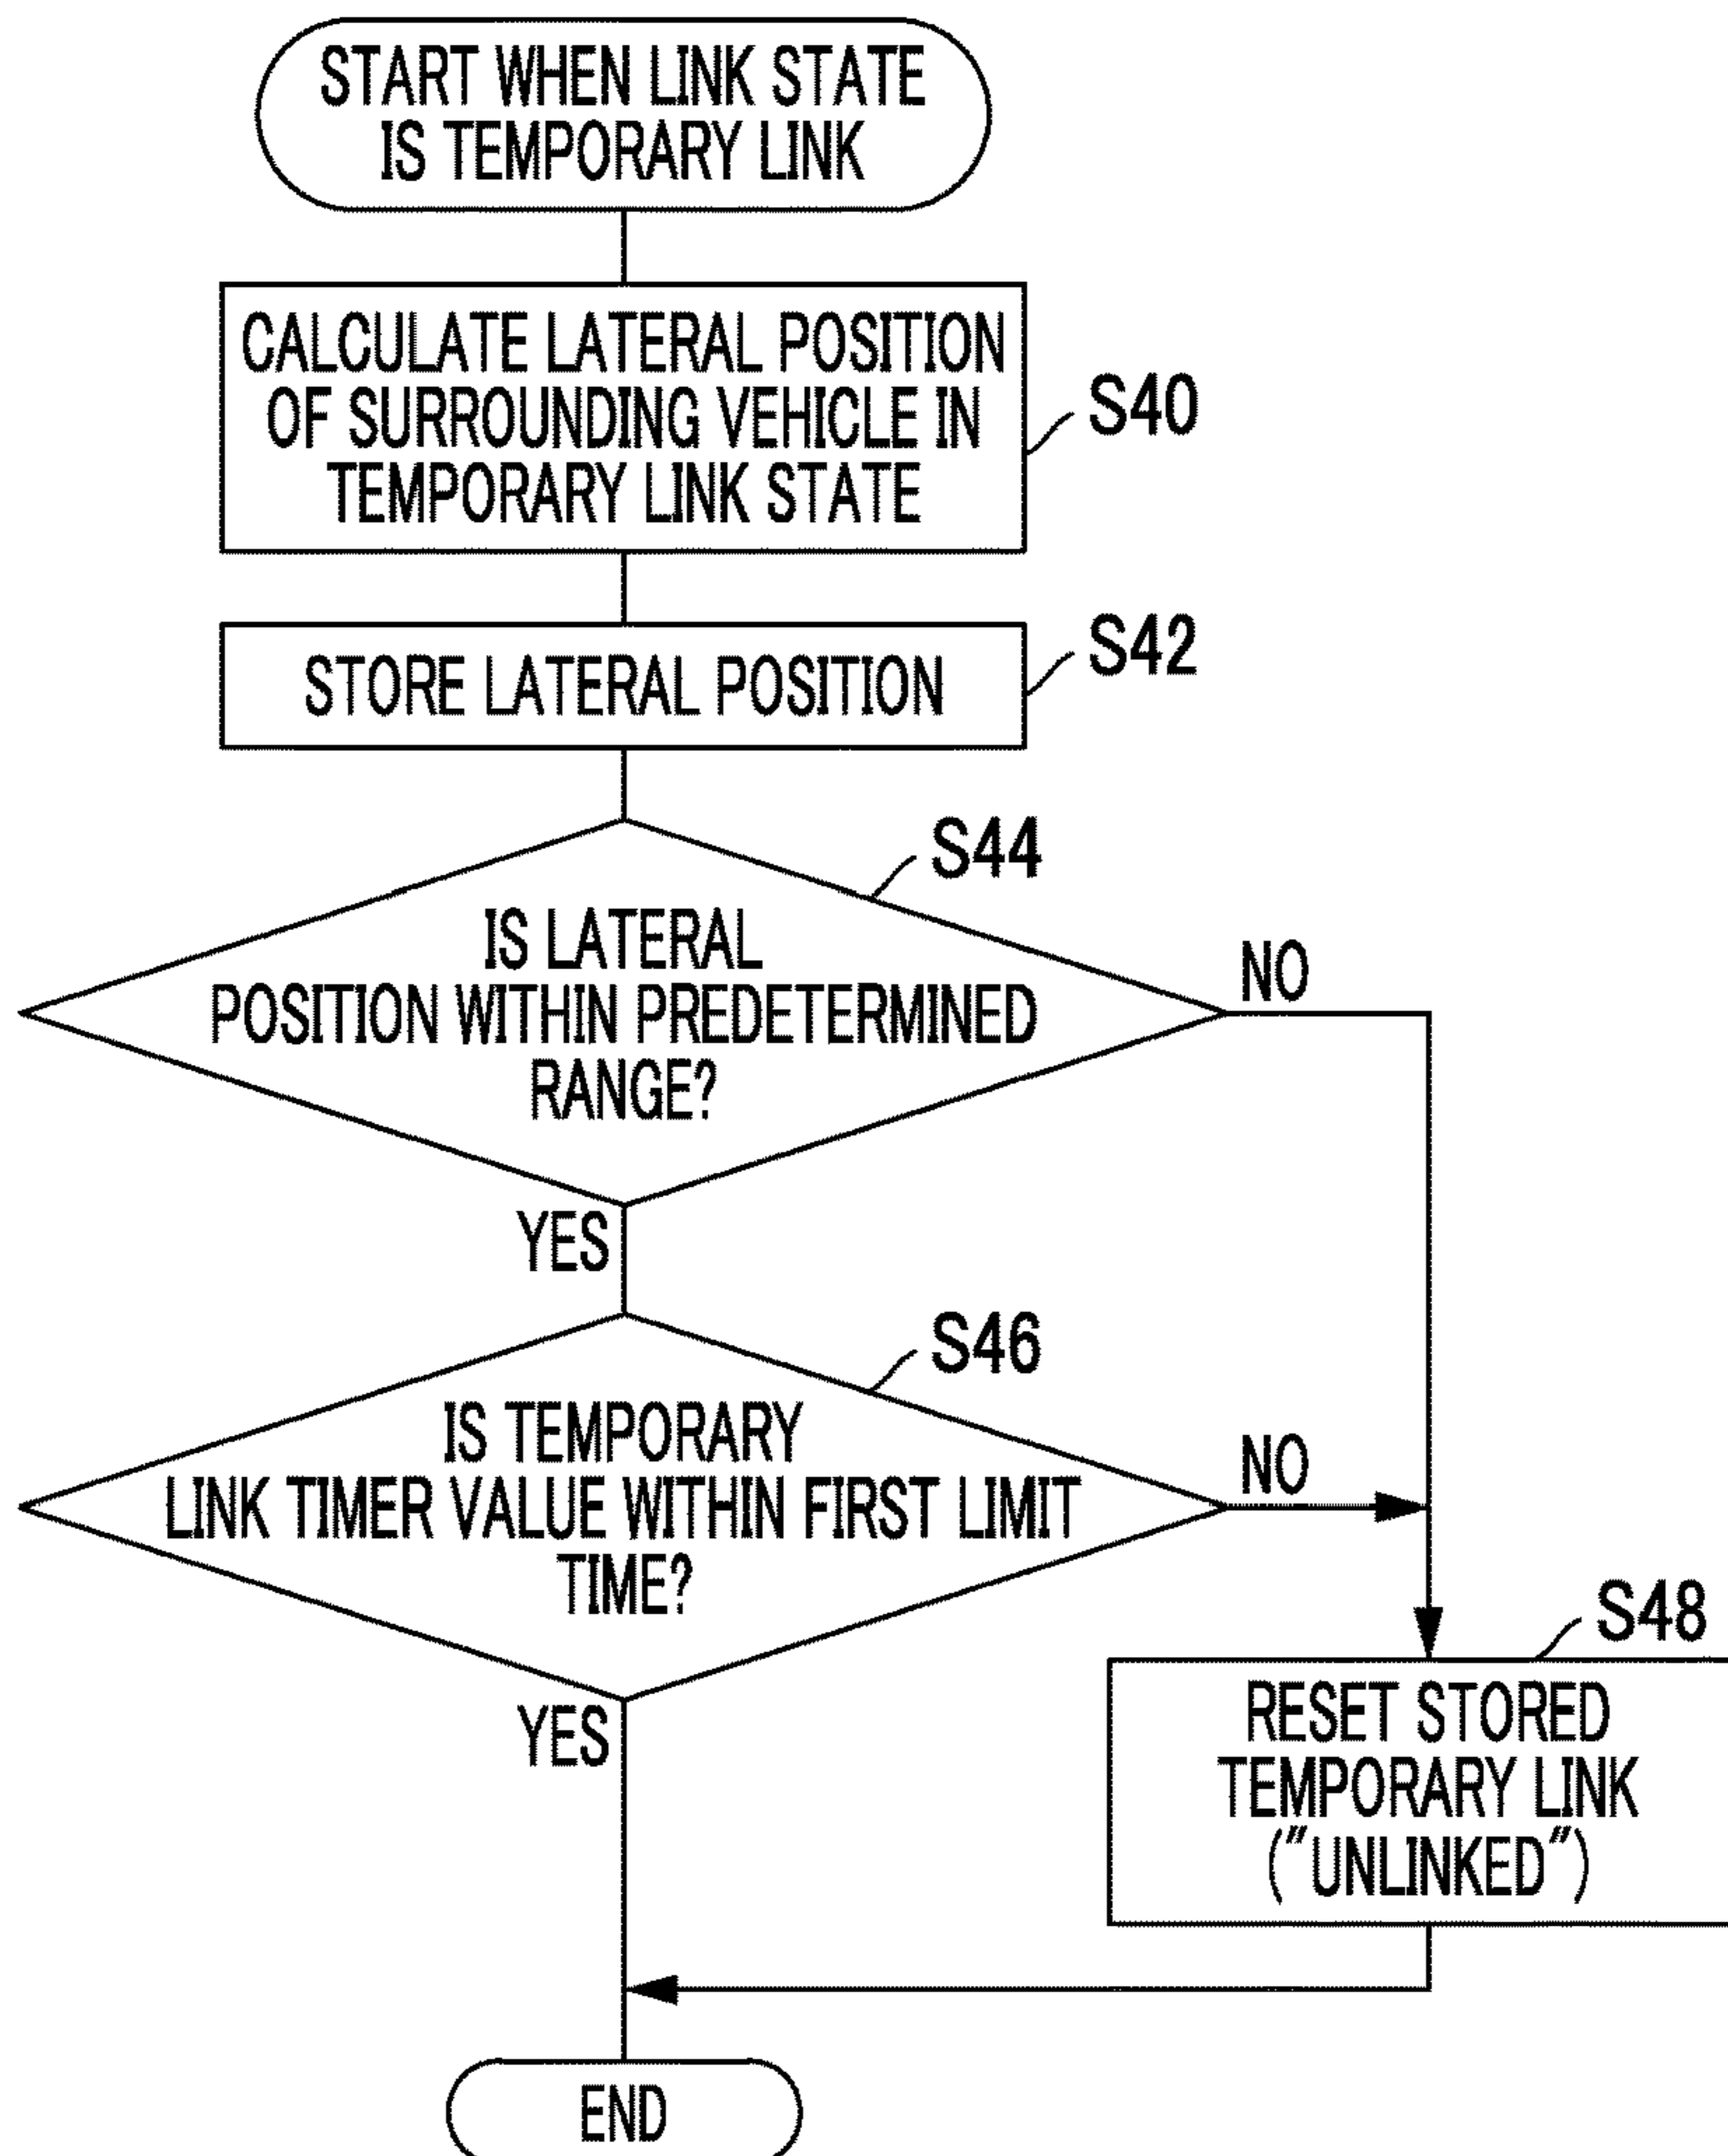 START WHEN LINK STATE
IS TEMPORARY LINK
CALCULATE LATERAL POSITION
OF SURROUNDING VEHICLE IN
TEMPORARY LINK STATE
S40
STORE LATERAL POSITION
S42
S44
IS LATERAL
POSITION WITHIN PREDETERMINED
RANGE?
NO
YES
S46
IS TEMPORARY
LINK TIMER VALUE WITHIN FIRST LIMIT
TIME?
NO
YES
S48
RESET STORED
TEMPORARY LINK
("UNLINKED")
END